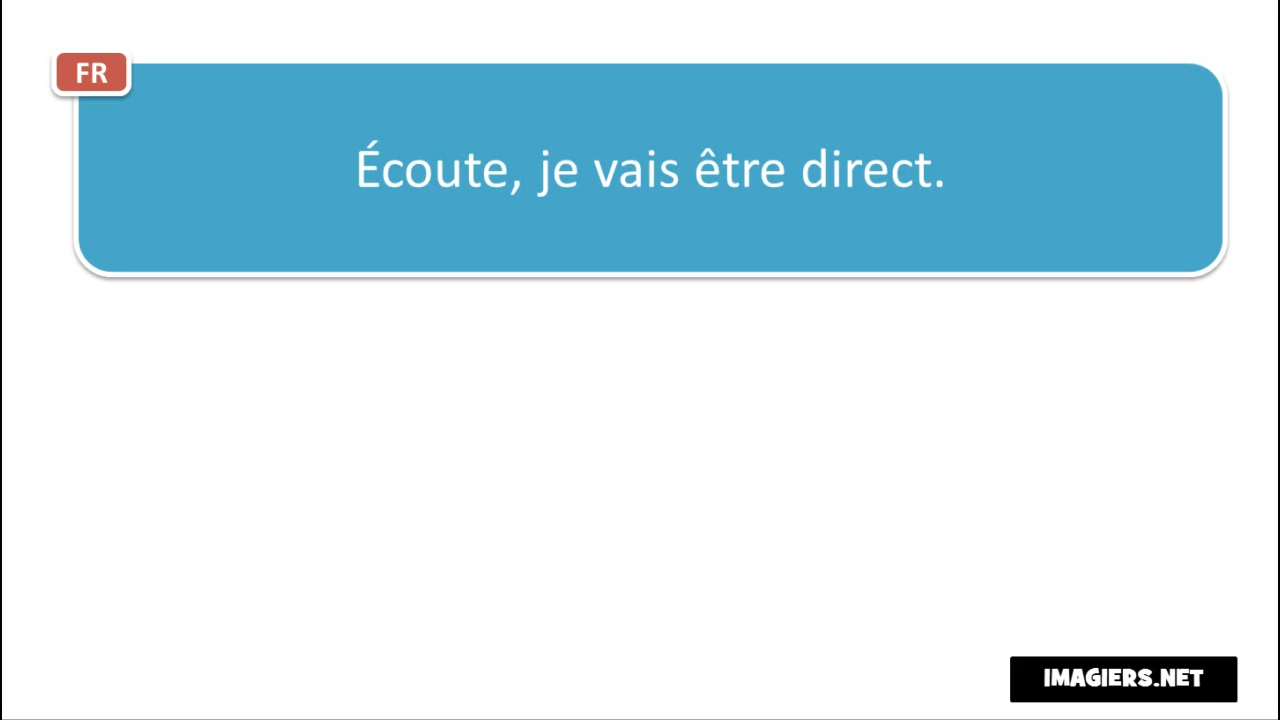 FR
Écoute, je vais être direct.
IMAGIERS.NET